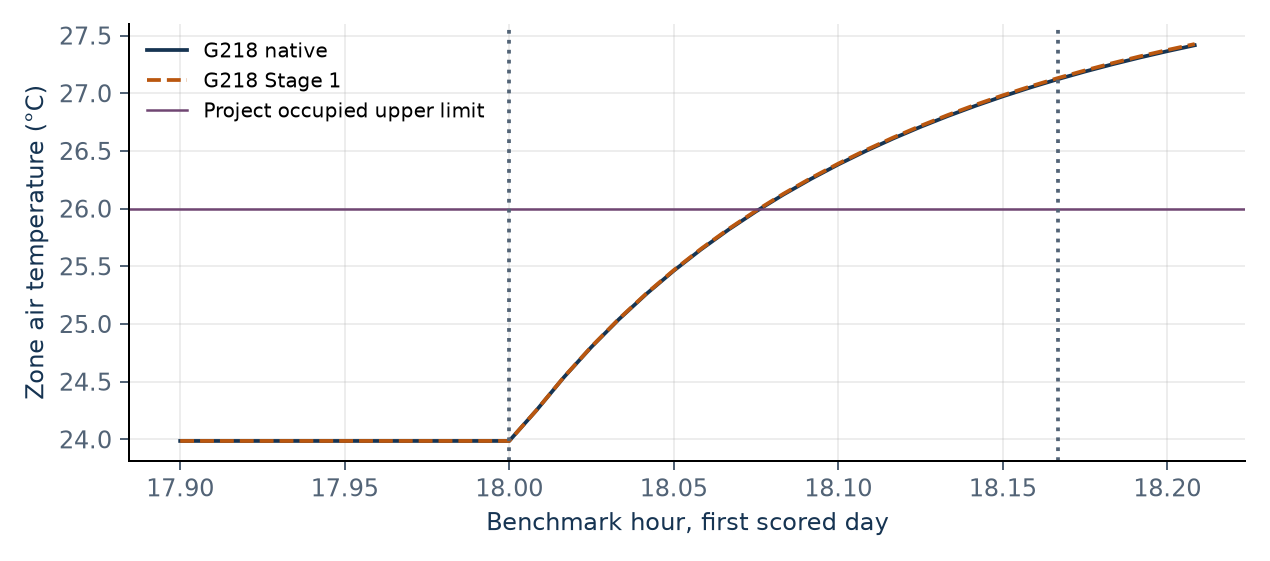 27.5
27.0
26.5
26.0
25.5
25.0
24.5
24.0
Zone air temperature (°C)
G218 native
G218 Stage 1
Project occupied upper limit
17.90 17.95 18.00 18.05 18.10 18.15 18.20
Benchmark hour, first scored day